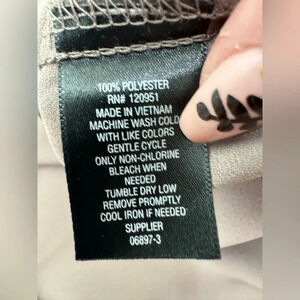 100% POLYESTER
RN# 120951
MADE IN VIETNAM
MACHINE WASH COLD
WITH LIKE COLORS
GENTLE CYCLE
ONLY NON-CHLORINE
BLEACH WHEN
NEEDED
TUMBLE DRY LOW
REMOVE PROMPTLY
COOL IRON IF NEEDED
SUPPLIER
06897-3